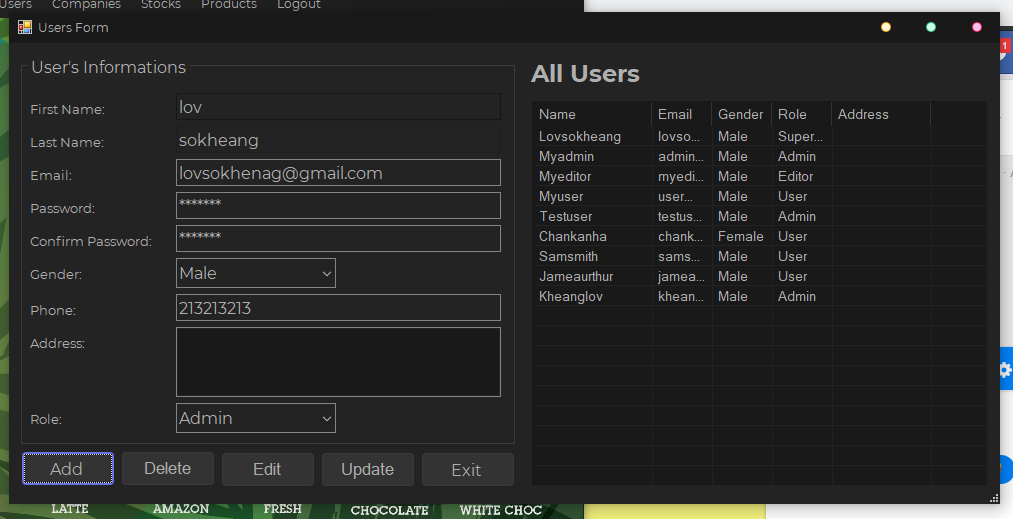 Users Companies Stocks Products Logout
Users Form
1
User's Informations
First Name: lov
Last Name: sokheang
Email: lovsokhenag@gmail.com
Password: *******
Confirm Password: *******
Gender: Male
Phone: 213213213
Address:
Role: Admin
Add Delete Edit Update Exit
All Users
Name Email Gender Role Address
Lovsokheang lovso... Male Super...
Myadmin admin... Male Admin
Myeditor myedi... Male Editor
Myuser user... Male User
Testuser testus... Male Admin
Chankanha chank... Female User
Samsmith sams... Male User
Jameaurthur jamea... Male User
Kheanglov khean... Male Admin
LATTE AMAZON FRESH CHOCOLATE WHITE CHOC